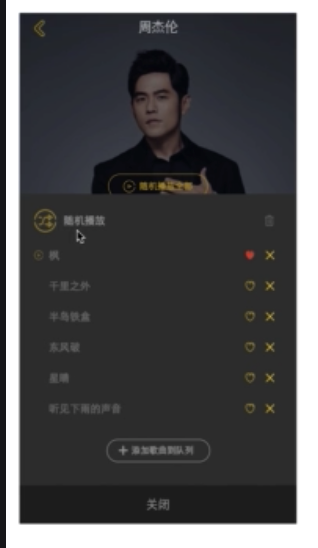 周杰伦
随机播放全部
随机播放
枫
千里之外
半岛铁盒
东风破
星晴
听见下雨的声音
添加歌曲到队列
关闭